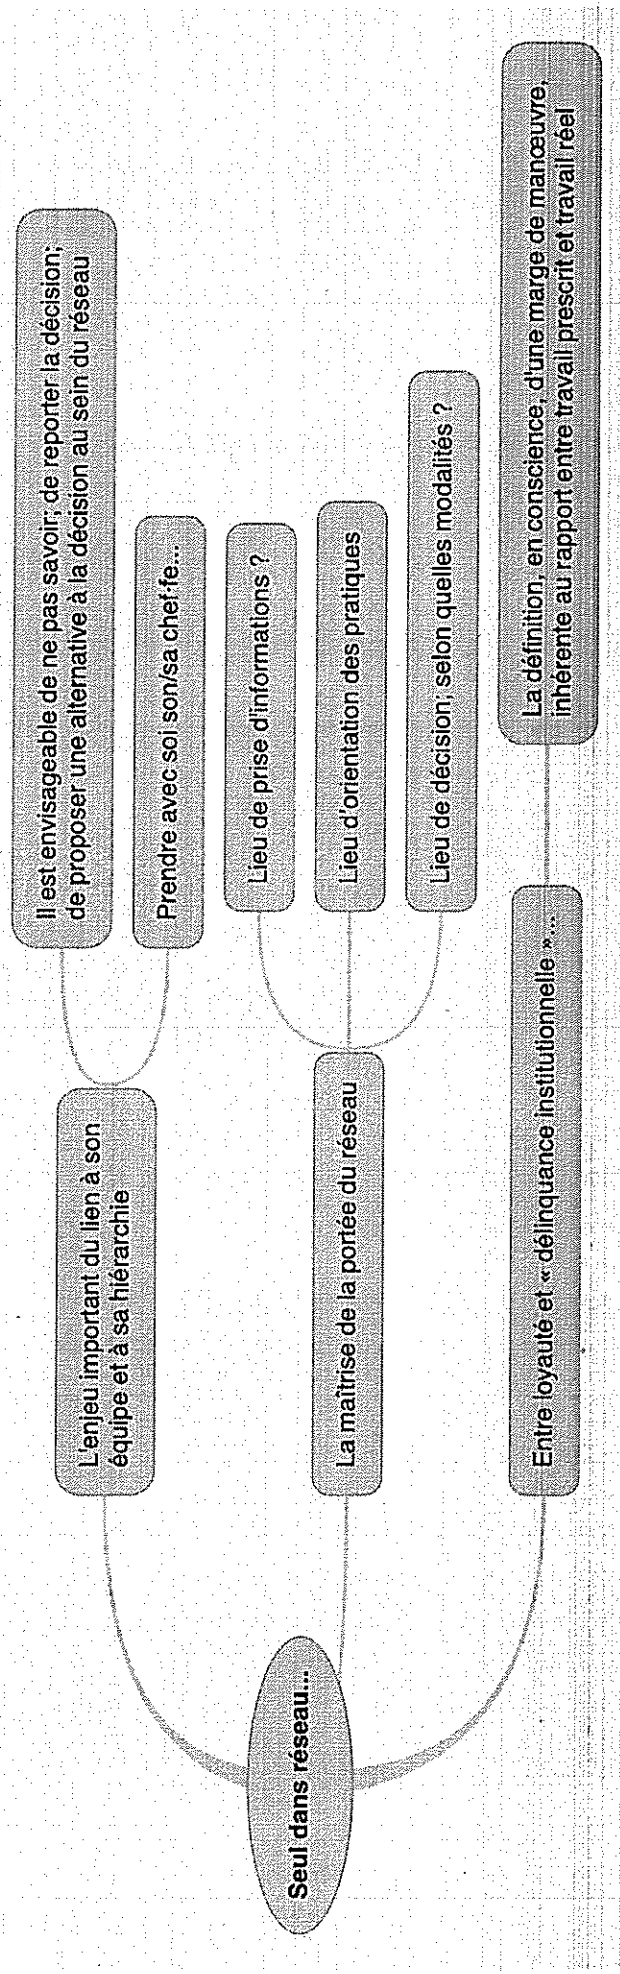 Seul dans réseau...
L'enjeu important du lien à son
équipe et à sa hiérarchie
Il est envisageable de ne pas savoir; de reporter la décision;
de proposer une alternative à la décision au sein du réseau
Prendre avec soi son/sa chef·fe...
La maîtrise de la portée du réseau
Lieu de prise d'informations ?
Lieu d'orientation des pratiques
Lieu de décision; selon quelles modalités ?
Entre loyauté et « délinquance institutionnelle »...
La définition, en conscience, d'une marge de manœuvre,
inhérente au rapport entre travail prescrit et travail réel